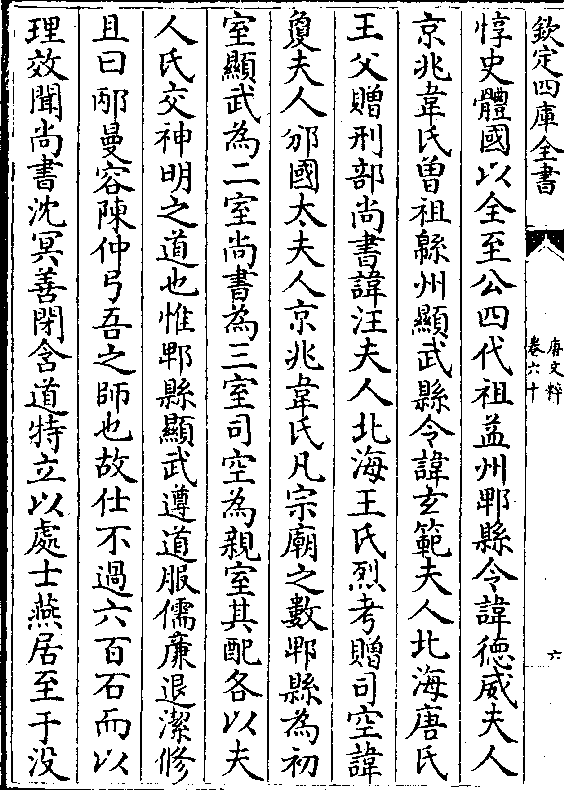 欽定四庫全書
唐文粹
卷六十
六
惇史體國以全至公四代祖益州郫縣令諱德威夫人
京兆韋氏曾祖緜州顯武縣令諱玄範夫人北海唐氏
王父贈刑部尚書諱汪夫人北海王氏烈考贈司空諱
夐夫人邠國太夫人京兆韋氏凡宗廟之數郫縣為初
室顯武為二室尚書為三室司空為親室其配各以夫
人氏交神明之道也惟郫縣顯武遵道服儒亷退潔修
且曰邴曼容陳仲弓吾之師也故仕不過六百石而以
理效聞尚書沈冥善閉含道特立以處士燕居至于没